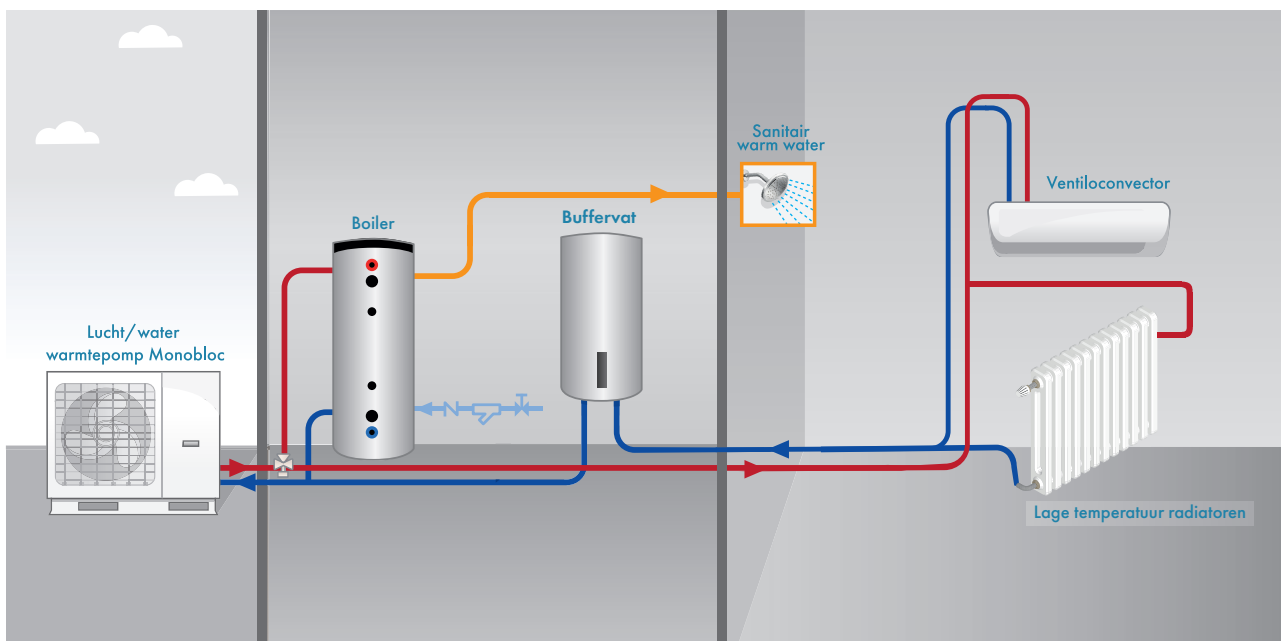 Sanitair
warm water
Ventiloconvector
Boiler
Buffervat
Lucht/water
warmtepomp Monobloc
Lage temperatuur radiatoren